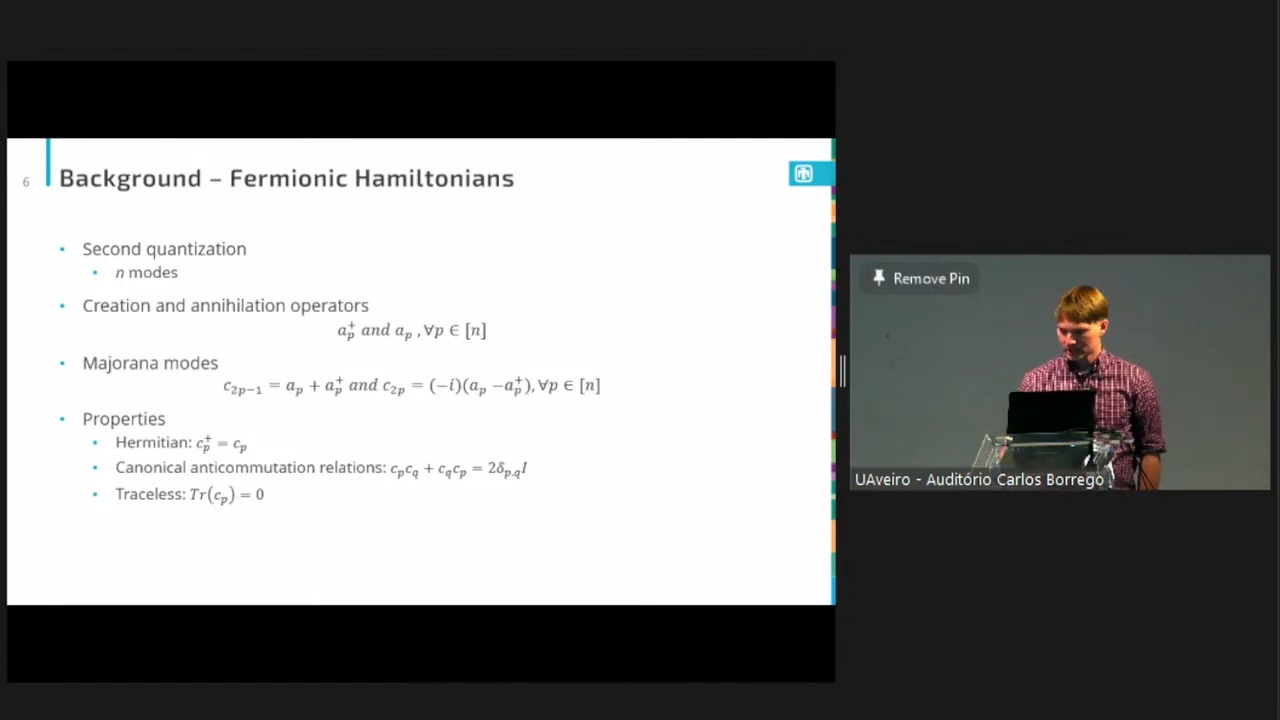 6
Background – Fermionic Hamiltonians
• Second quantization
• n modes
• Creation and annihilation operators
a_p^+ and a_p , ∀p ∈ [n]
• Majorana modes
c_{2p−1} = a_p + a_p^+ and c_{2p} = (−i)(a_p −a_p^+), ∀p ∈ [n]
• Properties
• Hermitian: c_p^+ = c_p
• Canonical anticommutation relations: c_p c_q + c_q c_p = 2δ_{p,q}I
• Traceless: Tr(c_p) = 0
Remove Pin
UAveiro - Auditório Carlos Borrego